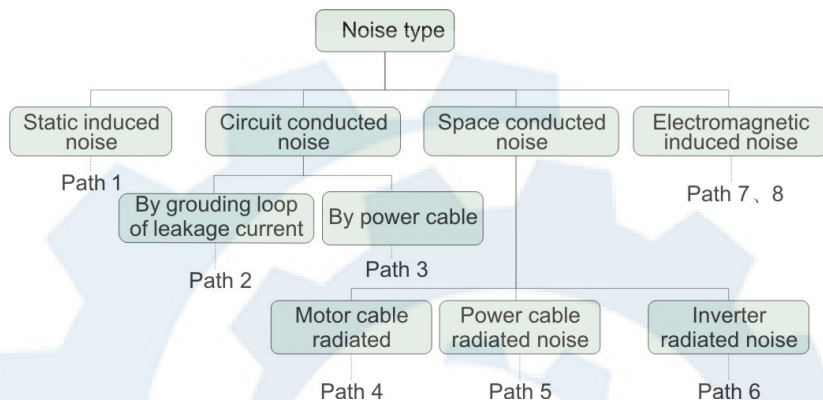 Noise type
Static induced
noise
Circuit conducted
noise
Space conducted
noise
Electromagnetic
induced noise
Path 1
Path 7、8
By grouding loop
of leakage current
By power cable
Path 2
Path 3
Motor cable
radiated
Power cable
radiated noise
Inverter
radiated noise
Path 4
Path 5
Path 6